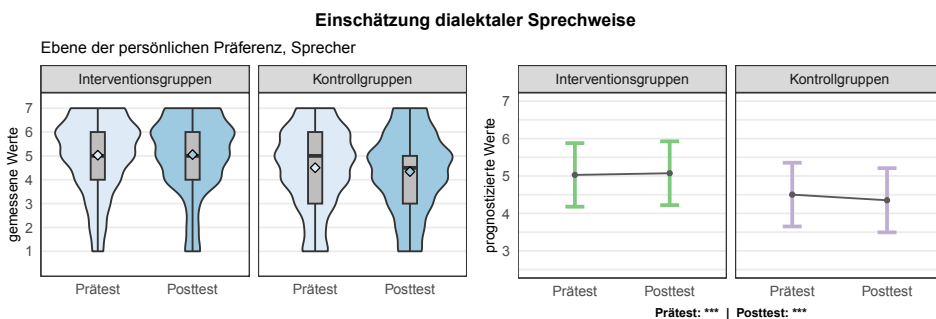 Einschätzung dialektaler Sprechweise
Ebene der persönlichen Präferenz, Sprecher
Interventionsgruppen
Kontrollgruppen
gemessene Werte
7
6
5
4
3
2
1
Prätest
Posttest
Prätest
Posttest
Interventionsgruppen
Kontrollgruppen
prognostizierte Werte
7
6
5
4
3
Prätest
Posttest
Prätest
Posttest
Prätest: *** | Posttest: ***